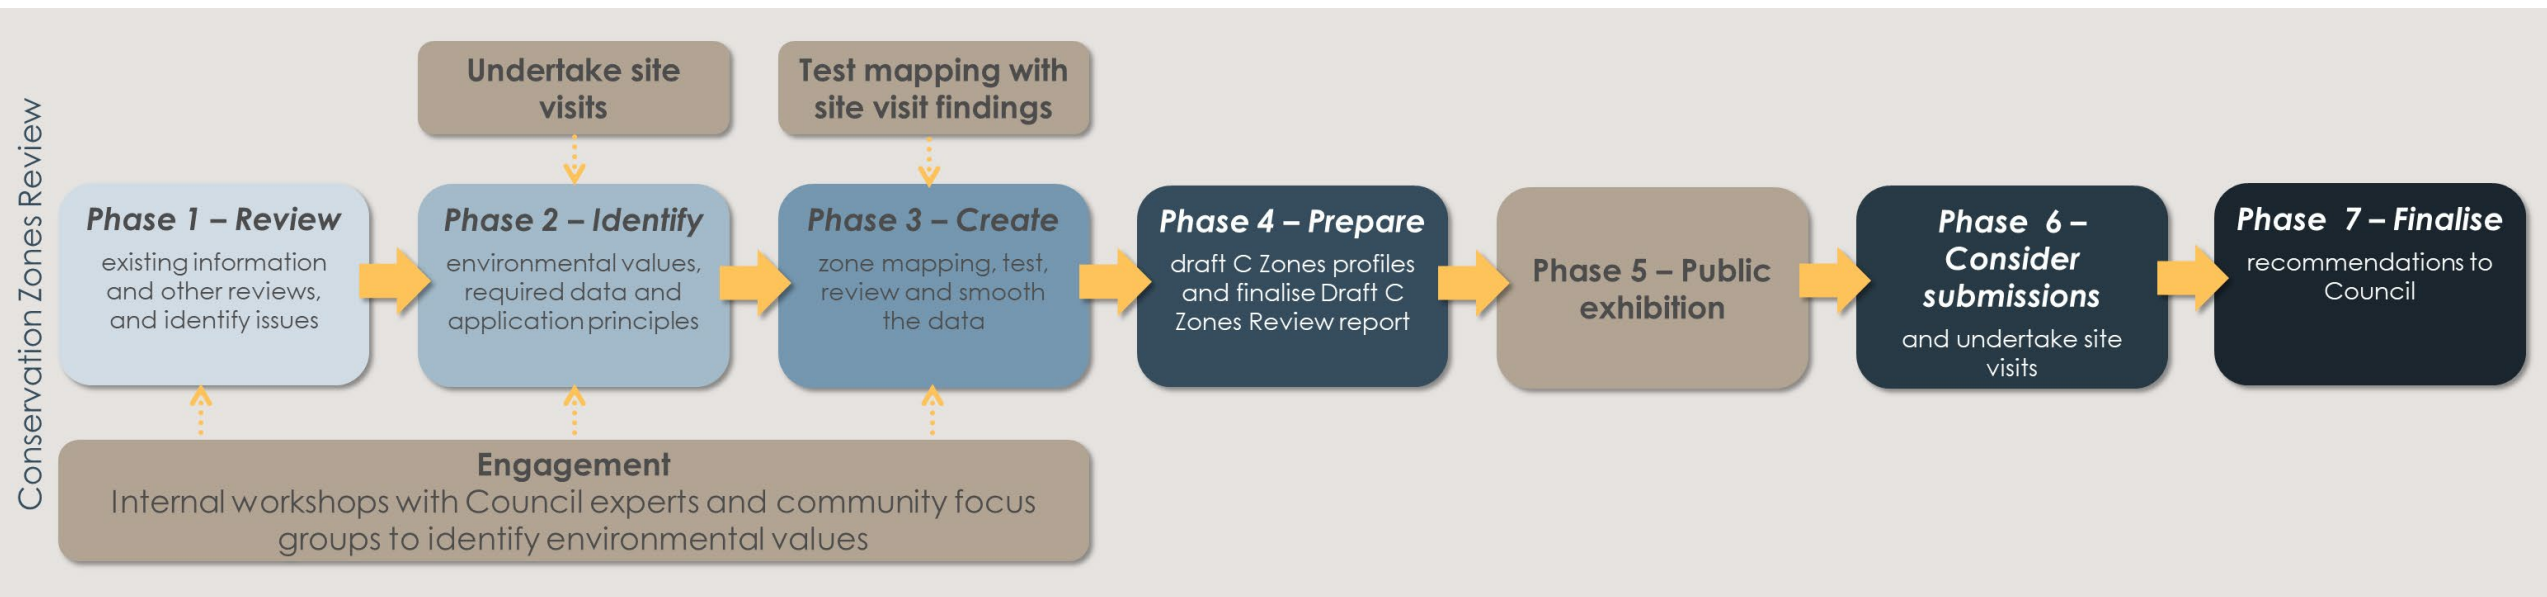 Conservation Zones Review
Undertake site
visits
Test mapping with
site visit findings
Phase 1 – Review
existing information
and other reviews,
and identify issues
Phase 2 – Identify
environmental values,
required data and
application principles
Phase 3 – Create
zone mapping, test,
review and smooth
the data
Phase 4 – Prepare
draft C Zones profiles
and finalise Draft C
Zones Review report
Phase 5 – Public
exhibition
Phase 6 –
Consider
submissions
and undertake site
visits
Phase 7 – Finalise
recommendations to
Council
Engagement
Internal workshops with Council experts and community focus
groups to identify environmental values